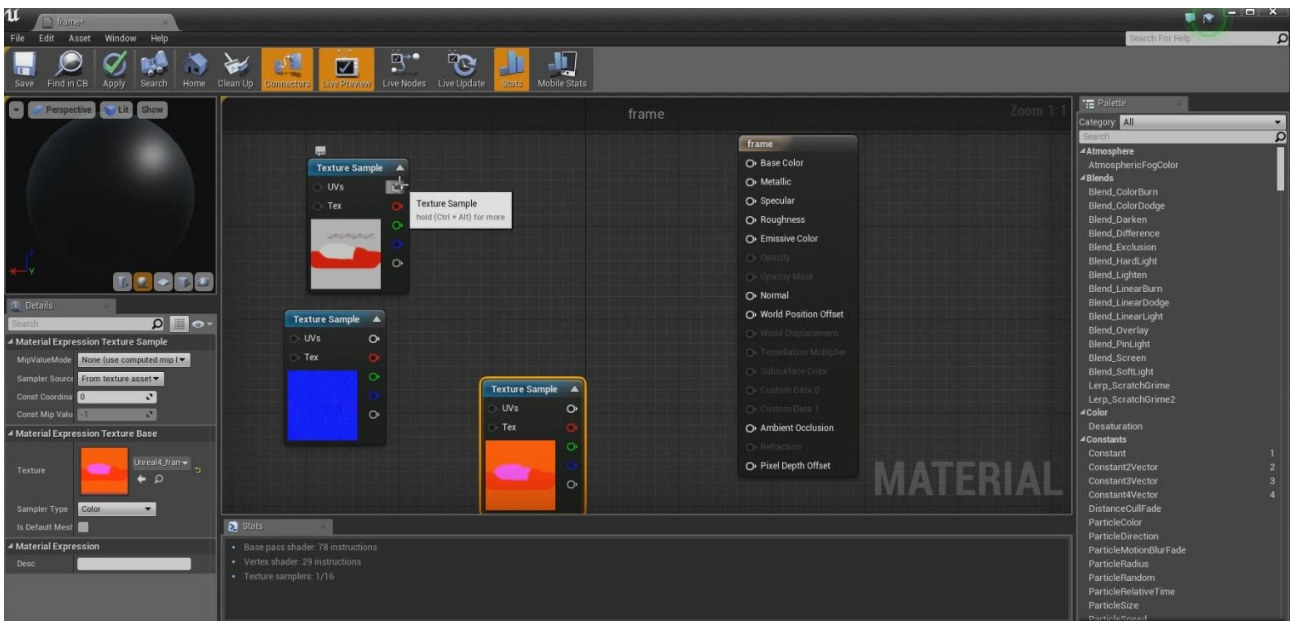 frame*
File Edit Asset Window Help
Search For Help
Save Find in CB Apply Search Home Clean Up Connectors Live Preview Live Nodes Live Update Stats Mobile Stats
Perspective Lit Show
Z
X Y
frame
Zoom 1:1
Texture Sample
UVs
Tex
Texture Sample
hold (Ctrl + Alt) for more
Texture Sample
UVs
Tex
Texture Sample
UVs
Tex
frame
Base Color
Metallic
Specular
Roughness
Emissive Color
Opacity
Opacity Mask
Normal
World Position Offset
World Displacement
Tessellation Multiplier
Subsurface Color
Custom Data 0
Custom Data 1
Ambient Occlusion
Refraction
Pixel Depth Offset
MATERIAL
Details
Search
Material Expression Texture Sample
MipValueMode None (use computed mip l
Sampler Source From texture asset
Const Coordina 0
Const Mip Valu -1
Material Expression Texture Base
Texture Unreal4_fram
Sampler Type Color
Is Default Mesh
Material Expression
Desc
Stats
Base pass shader: 78 instructions
Vertex shader: 29 instructions
Texture samplers: 1/16
Palette
Category: All
Search
Atmosphere
AtmosphericFogColor
Blends
Blend_ColorBurn
Blend_ColorDodge
Blend_Darken
Blend_Difference
Blend_Exclusion
Blend_HardLight
Blend_Lighten
Blend_LinearBurn
Blend_LinearDodge
Blend_LinearLight
Blend_Overlay
Blend_PinLight
Blend_Screen
Blend_SoftLight
Lerp_ScratchGrime
Lerp_ScratchGrime2
Color
Desaturation
Constants
Constant 1
Constant2Vector 2
Constant3Vector 3
Constant4Vector 4
DistanceCullFade
ParticleColor
ParticleDirection
ParticleMotionBlurFade
ParticleRadius
ParticleRandom
ParticleRelativeTime
ParticleSize
ParticleSpeed